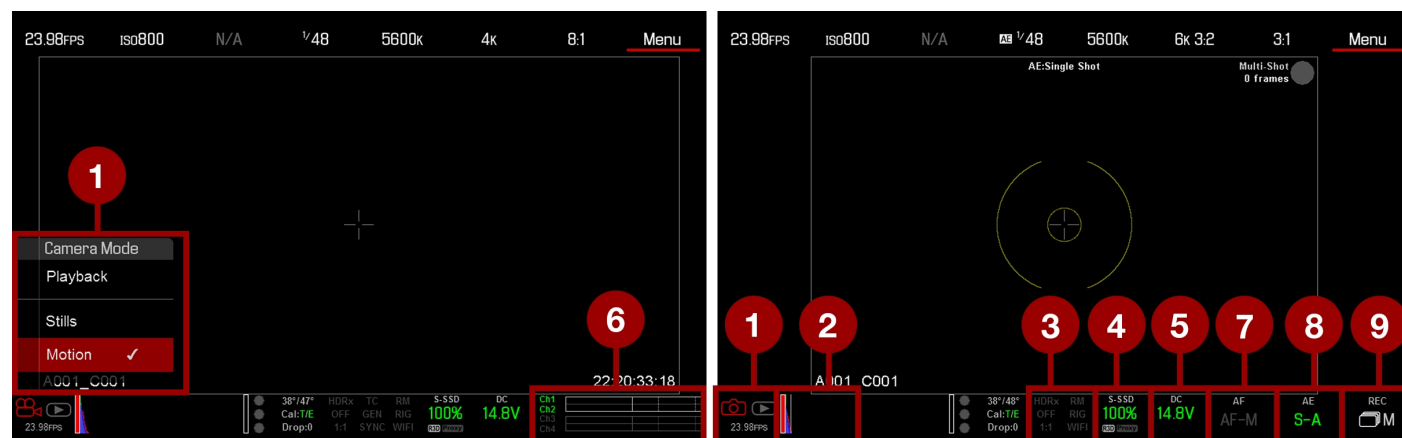 23.98FPS ISO800 N/A 1/48 5600K 4K 8:1 Menu
1
Camera Mode
Playback
Stills
Motion ✓
A001_C001
22:20:33:18
6
38°/47° HDRx TC RM S-SSD DC Ch1
Cal:T/E OFF GEN RIG 100% 14.8V Ch2
Drop:0 1:1 SYNC WIFI R3D Proxy Ch3
Ch4
23.98FPS
23.98FPS ISO800 N/A AE 1/48 5600K 6K 3:2 3:1 Menu
AE:Single Shot
Multi-Shot
0 frames
1 2 3 4 5 7 8 9
A001_C001
38°/48° HDRx RM S-SSD DC AF AE REC
Cal:T/E OFF RIG 100% 14.8V AF-M S-A M
Drop:0 1:1 WIFI R3D Proxy
23.98FPS